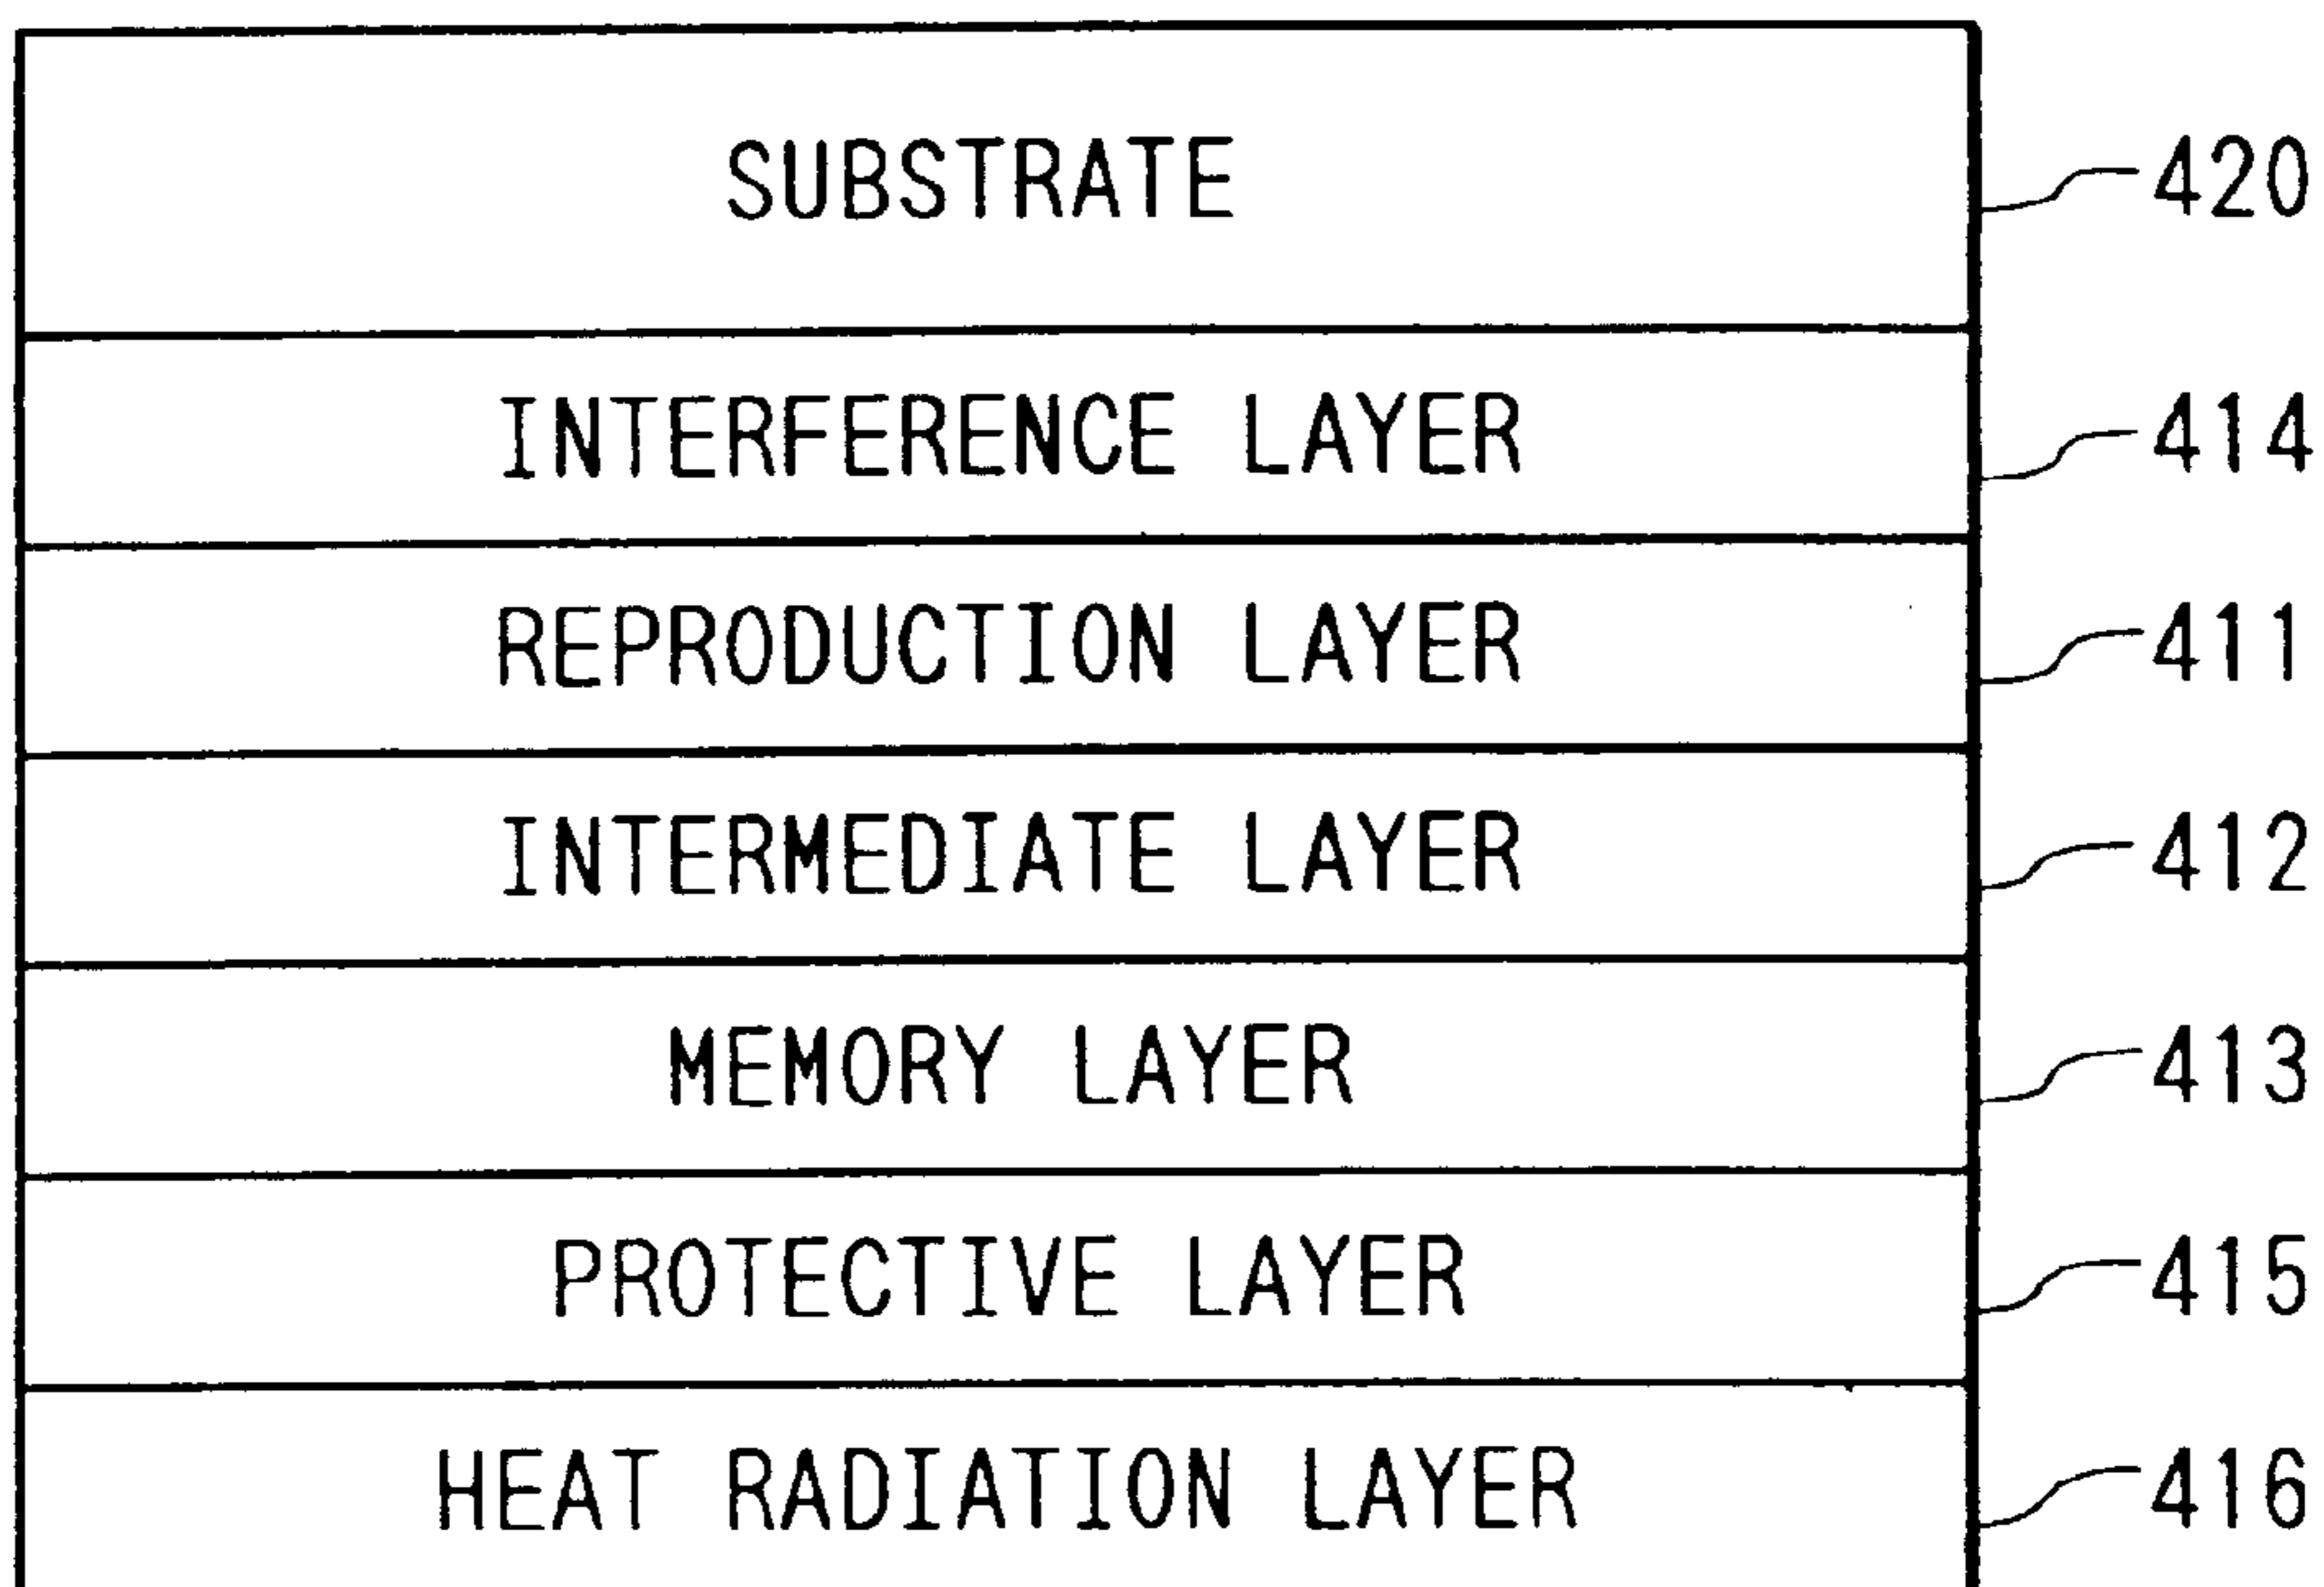 SUBSTRATE 420
INTERFERENCE LAYER 414
REPRODUCTION LAYER 411
INTERMEDIATE LAYER 412
MEMORY LAYER 413
PROTECTIVE LAYER 415
HEAT RADIATION LAYER 416